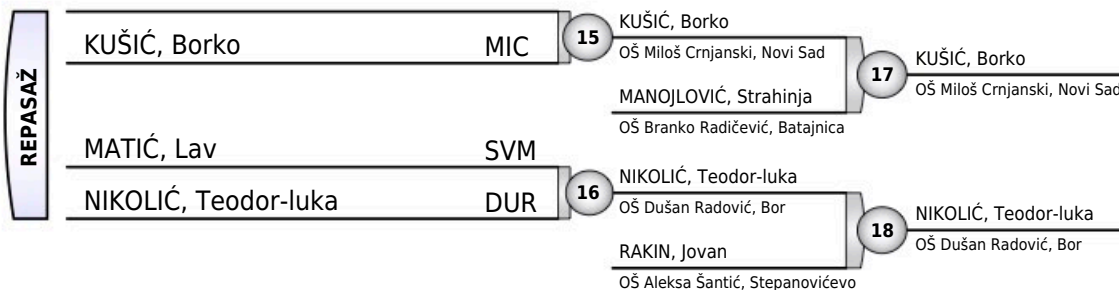 REPASAŽ
KUŠIĆ, Borko MIC
MATIĆ, Lav SVM
NIKOLIĆ, Teodor-luka DUR
15
KUŠIĆ, Borko
OŠ Miloš Crnjanski, Novi Sad
MANOJLOVIĆ, Strahinja
OŠ Branko Radičević, Batajnica
16
NIKOLIĆ, Teodor-luka
OŠ Dušan Radović, Bor
RAKIN, Jovan
OŠ Aleksa Šantić, Stepanovićevo
17
KUŠIĆ, Borko
OŠ Miloš Crnjanski, Novi Sad
18
NIKOLIĆ, Teodor-luka
OŠ Dušan Radović, Bor